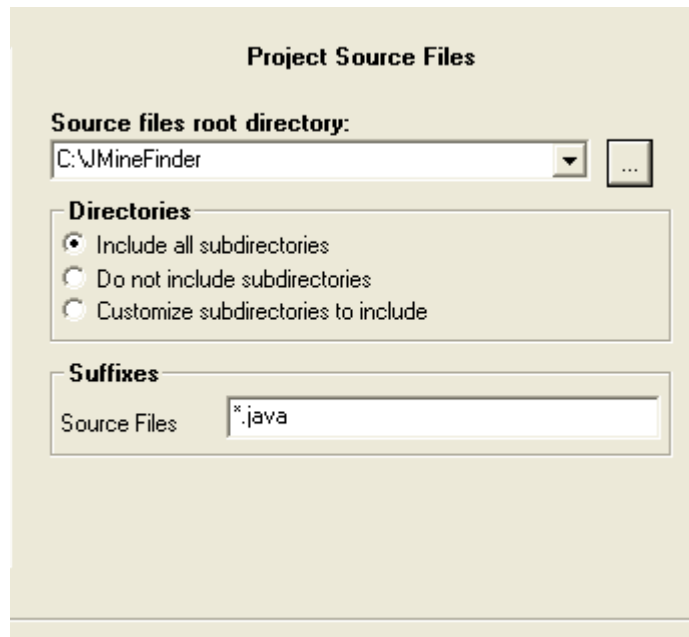 Project Source Files
Source files root directory:
C:\JMineFinder
...
Directories
Include all subdirectories
Do not include subdirectories
Customize subdirectories to include
Suffixes
Source Files
*.java